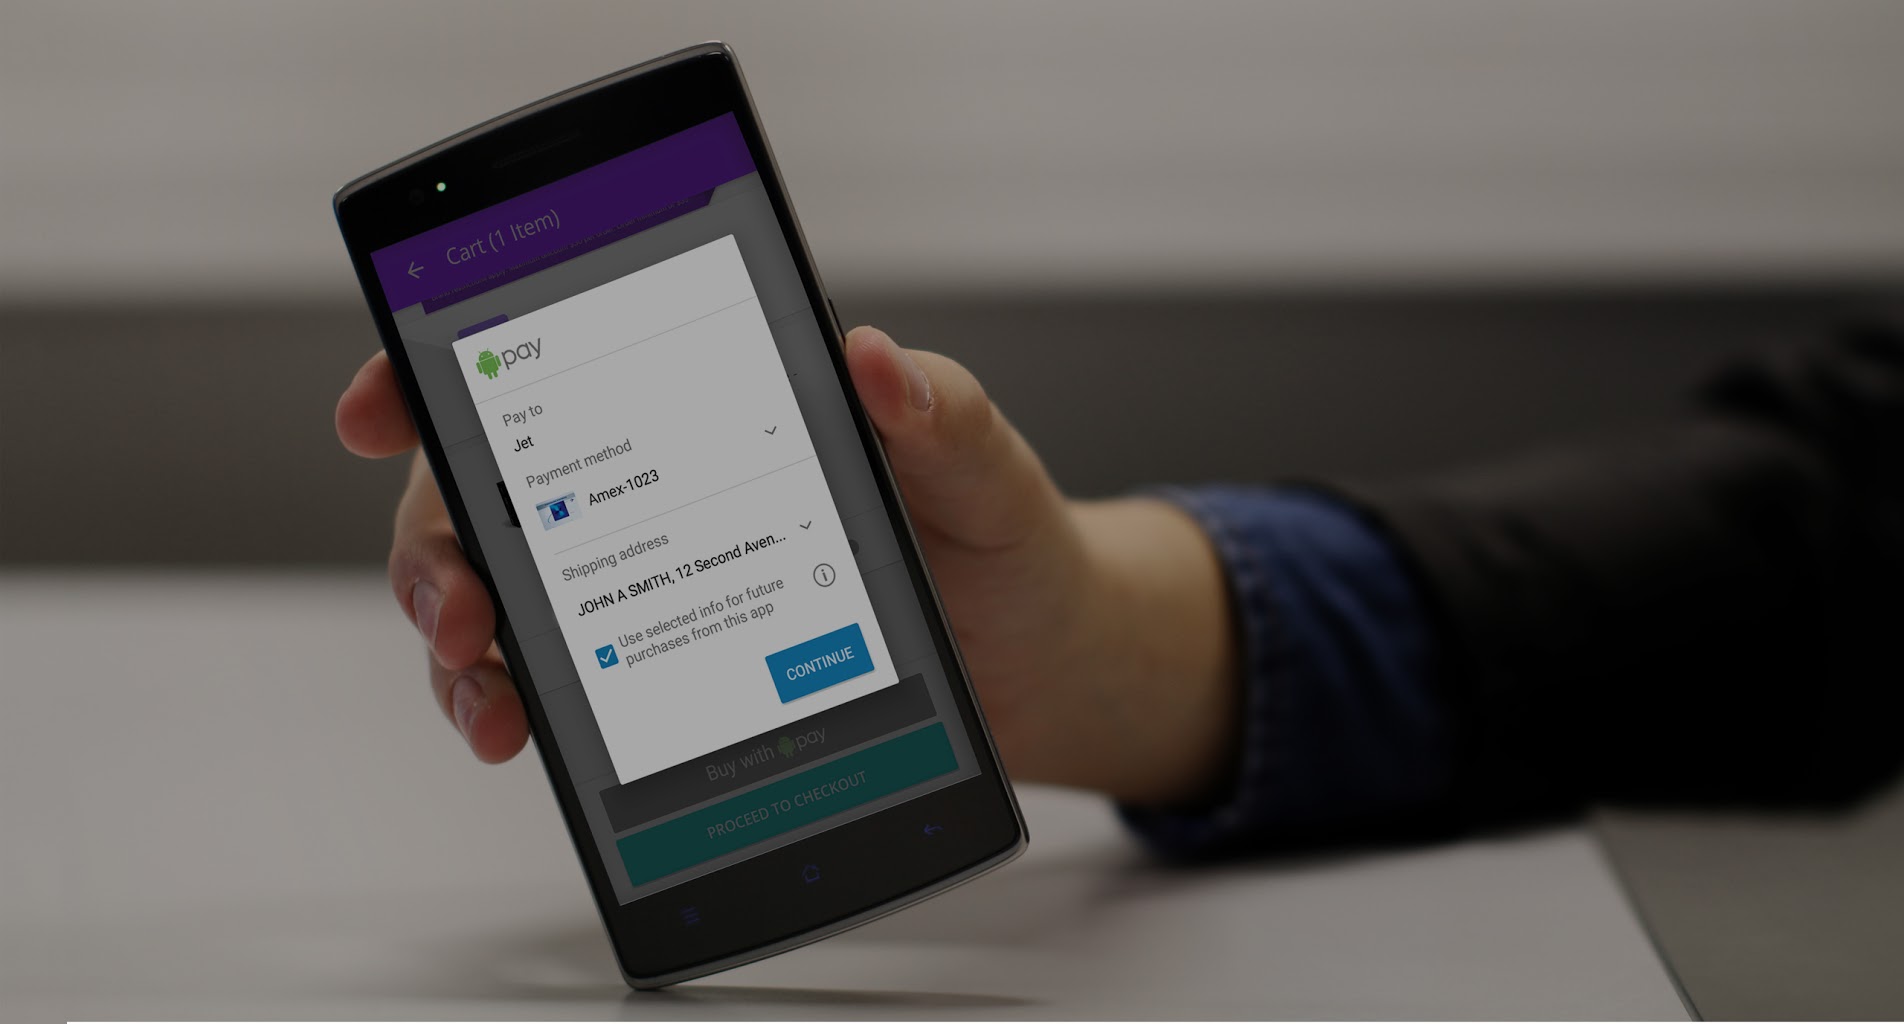 Cart (1 Item)
pay
Pay to
Jet
Payment method
Amex-1023
Shipping address
JOHN A SMITH, 12 Second Aven...
Use selected info for future
purchases from this app
CONTINUE
Buy with pay
PROCEED TO CHECKOUT